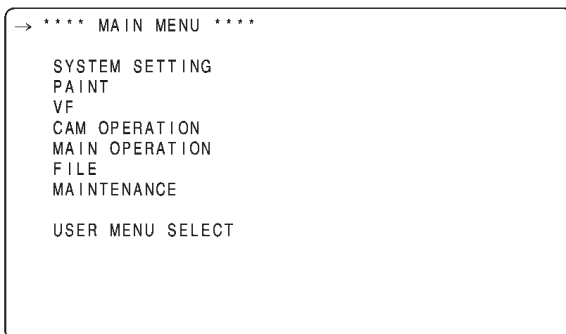 → **** MAIN MENU ****
SYSTEM SETTING
PAINT
VF
CAM OPERATION
MAIN OPERATION
FILE
MAINTENANCE
USER MENU SELECT